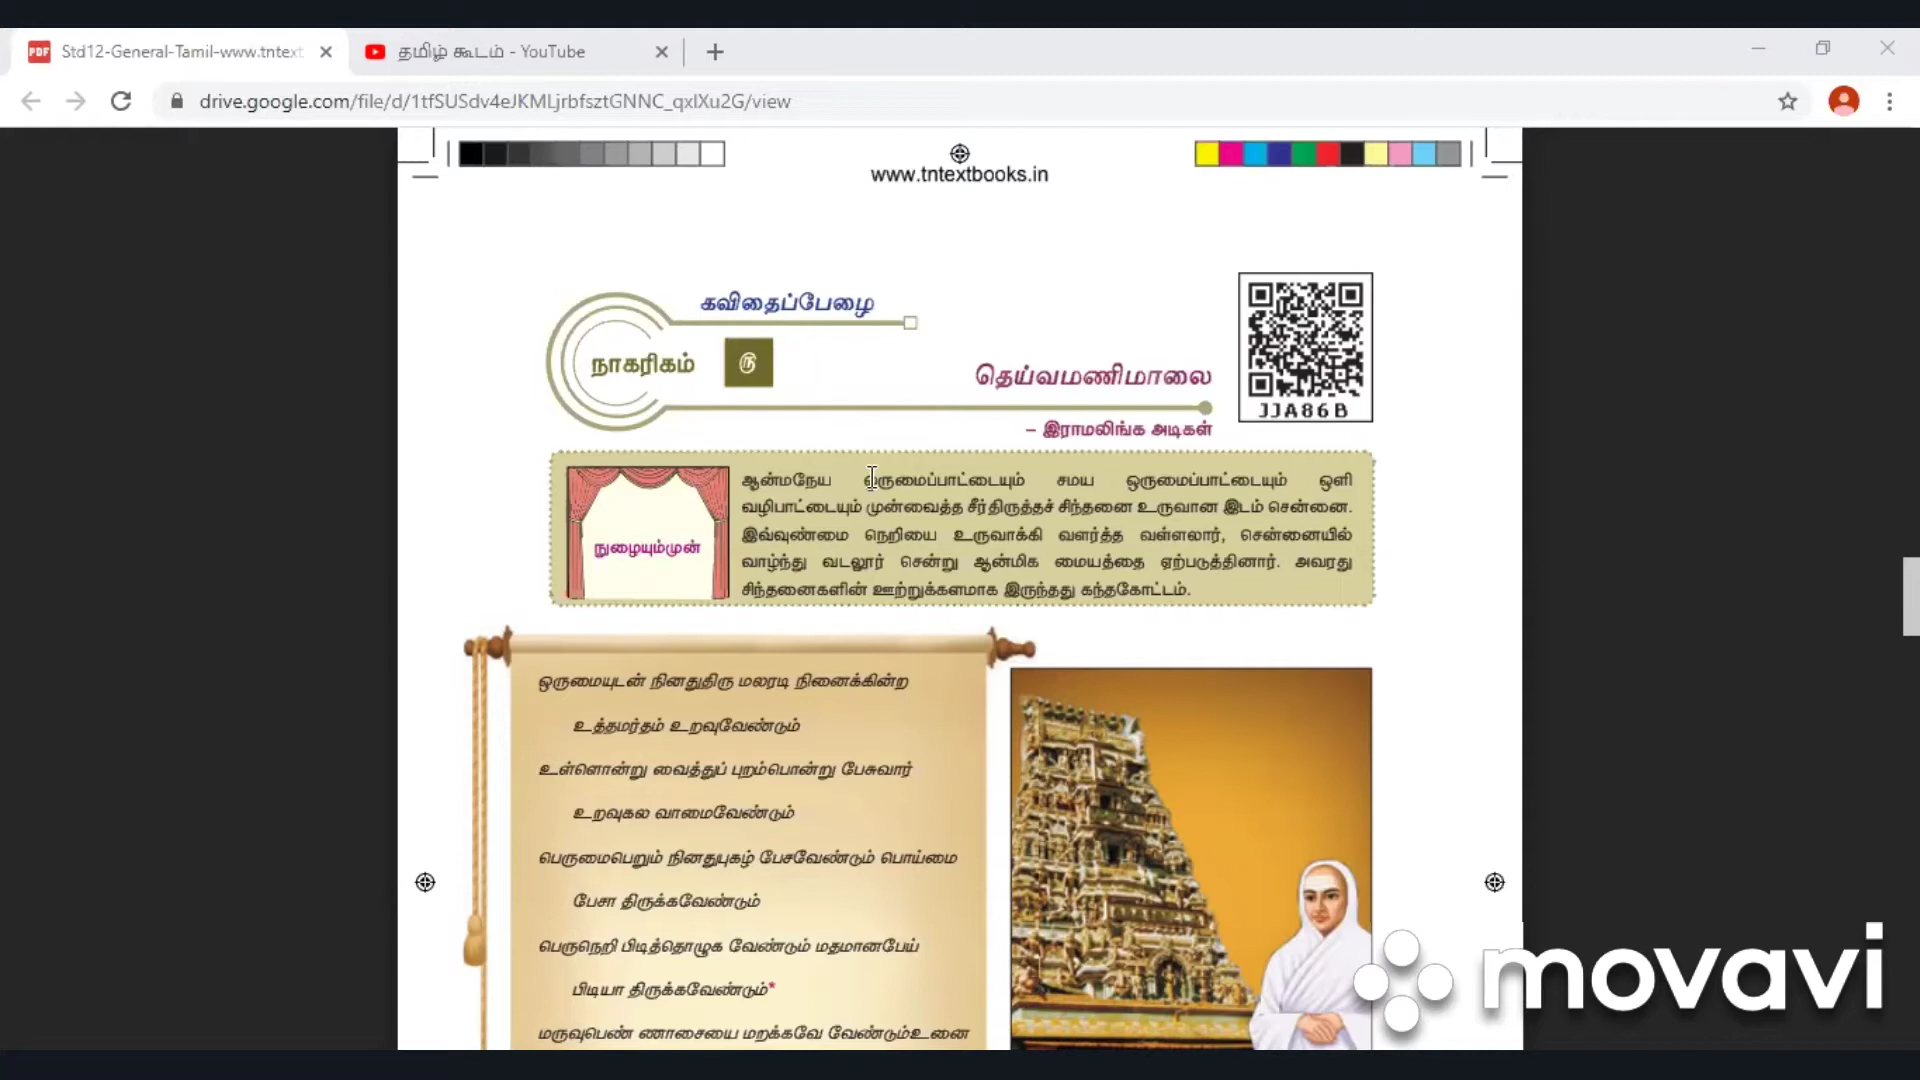 Std12-General-Tamil-www.tntext
தமிழ் கூடம் - YouTube
drive.google.com/file/d/1tfSUSdv4eJKMLjrbfsztGNNC_qxlXu2G/view
www.tntextbooks.in
கவிதைப்பேழை
நாகரிகம்
௫
தெய்வமணிமாலை
– இராமலிங்க அடிகள்
JJA86B
நுழையும்முன்
ஆன்மநேய ஒருமைப்பாட்டையும் சமய ஒருமைப்பாட்டையும் ஒளி
வழிபாட்டையும் முன்வைத்த சீர்திருத்தச் சிந்தனை உருவான இடம் சென்னை.
இவ்வுண்மை நெறியை உருவாக்கி வளர்த்த வள்ளலார், சென்னையில்
வாழ்ந்து வடலூர் சென்று ஆன்மிக மையத்தை ஏற்படுத்தினார். அவரது
சிந்தனைகளின் ஊற்றுக்களமாக இருந்தது கந்தகோட்டம்.
ஒருமையுடன் நினதுதிரு மலரடி நினைக்கின்ற
உத்தமர்தம் உறவுவேண்டும்
உள்ளொன்று வைத்துப் புறம்பொன்று பேசுவார்
உறவுகல வாமைவேண்டும்
பெருமைபெறும் நினதுபுகழ் பேசவேண்டும் பொய்மை
பேசா திருக்கவேண்டும்
பெருநெறி பிடித்தொழுக வேண்டும் மதமானபேய்
பிடியா திருக்கவேண்டும்*
மருவுபெண் ணாசையை மறக்கவே வேண்டும்உனை
movavi